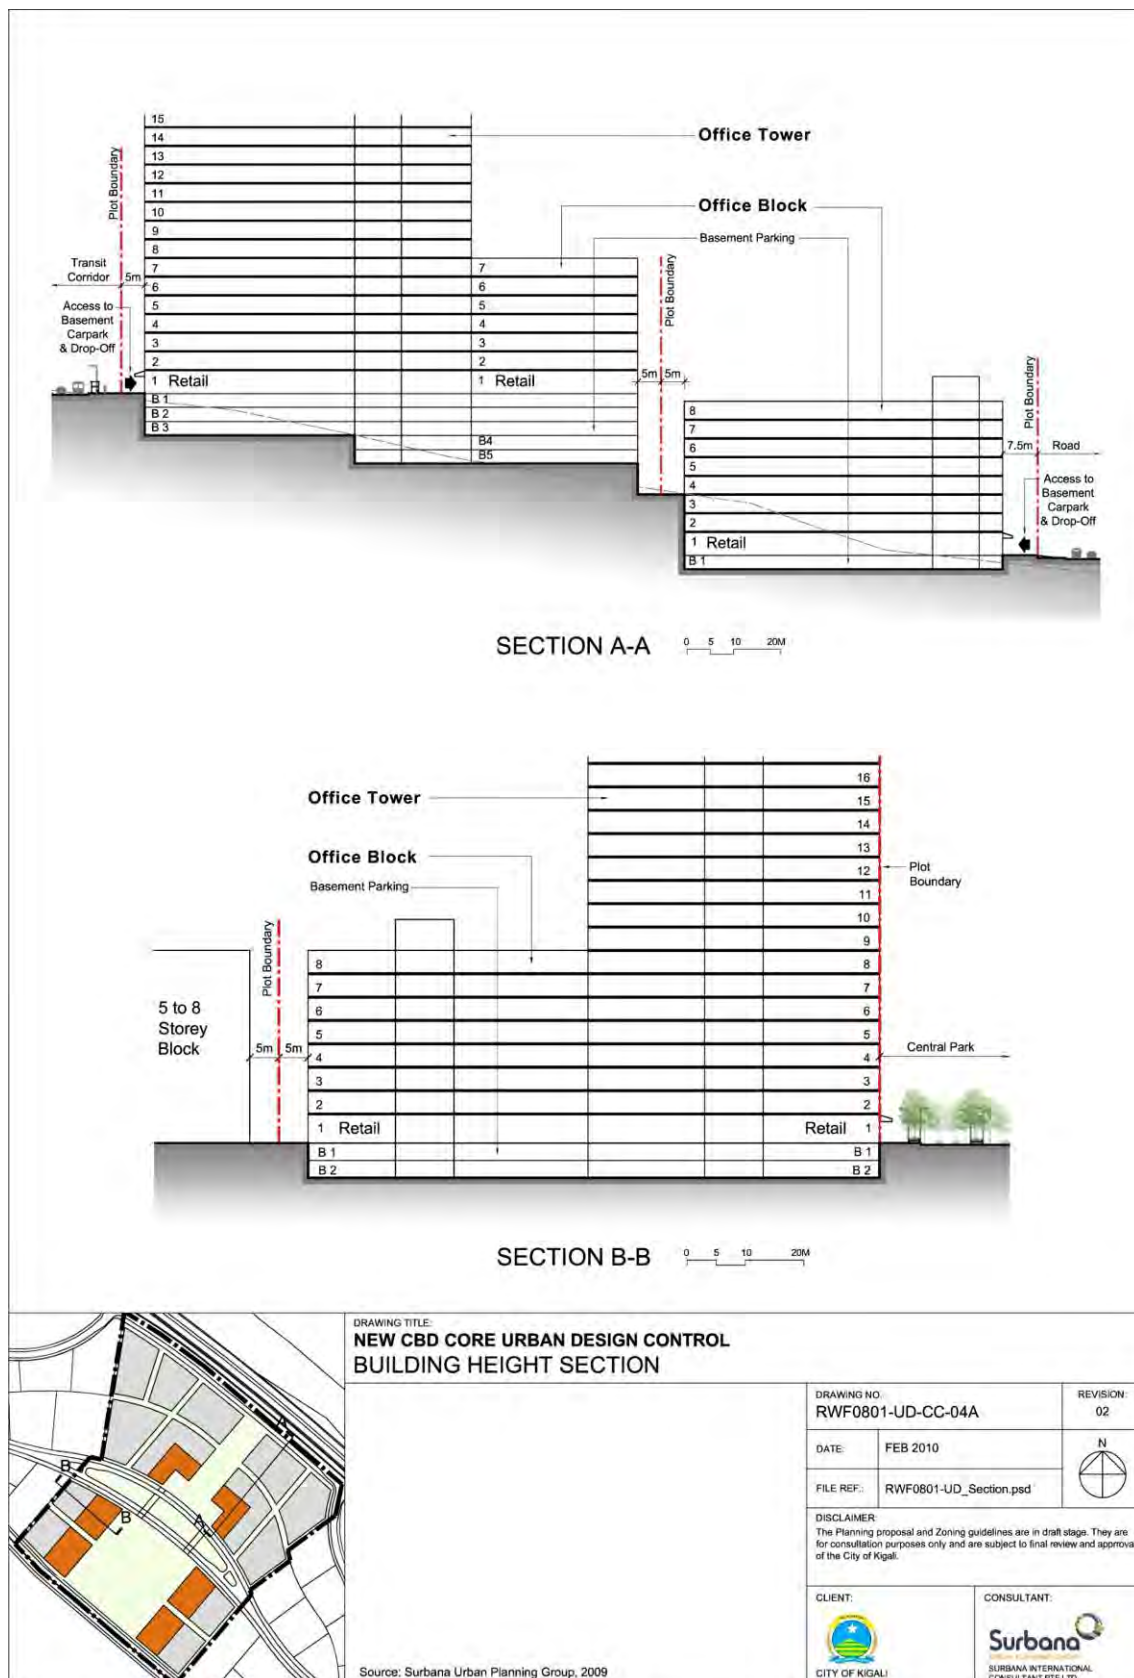 15
14
13
12
11
10
9
8
7
6
5
4
3
2
1 Retail
B 1
B 2
B 3
7
6
5
4
3
2
1 Retail
B4
B5
Office Tower
Office Block
Basement Parking
Plot Boundary
Transit
Corridor
5m
Access to
Basement
Carpark
& Drop-Off
Plot Boundary
5m 5m
8
7
6
5
4
3
2
1 Retail
B 1
Plot Boundary
7.5m Road
Access to
Basement
Carpark
& Drop-Off
SECTION A-A
0 5 10 20M
Office Tower
Office Block
Basement Parking
Plot Boundary
5 to 8
Storey
Block
5m 5m
8
7
6
5
4
3
2
1 Retail
B 1
B 2
16
15
14
13
12
11
10
9
8
7
6
5
4
3
2
Retail 1
B 1
B 2
Plot
Boundary
Central Park
SECTION B-B
0 5 10 20M
A
B
B
A
DRAWING TITLE:
NEW CBD CORE URBAN DESIGN CONTROL
BUILDING HEIGHT SECTION
Source: Surbana Urban Planning Group, 2009
DRAWING NO.
RWF0801-UD-CC-04A
REVISION:
02
DATE: FEB 2010
N
FILE REF.: RWF0801-UD_Section.psd
DISCLAIMER:
The Planning proposal and Zoning guidelines are in draft stage. They are
for consultation purposes only and are subject to final review and approval
of the City of Kigali.
CLIENT:
CITY OF KIGALI
CONSULTANT:
Surbana
SURBANA INTERNATIONAL
CONSULTANT PTE LTD